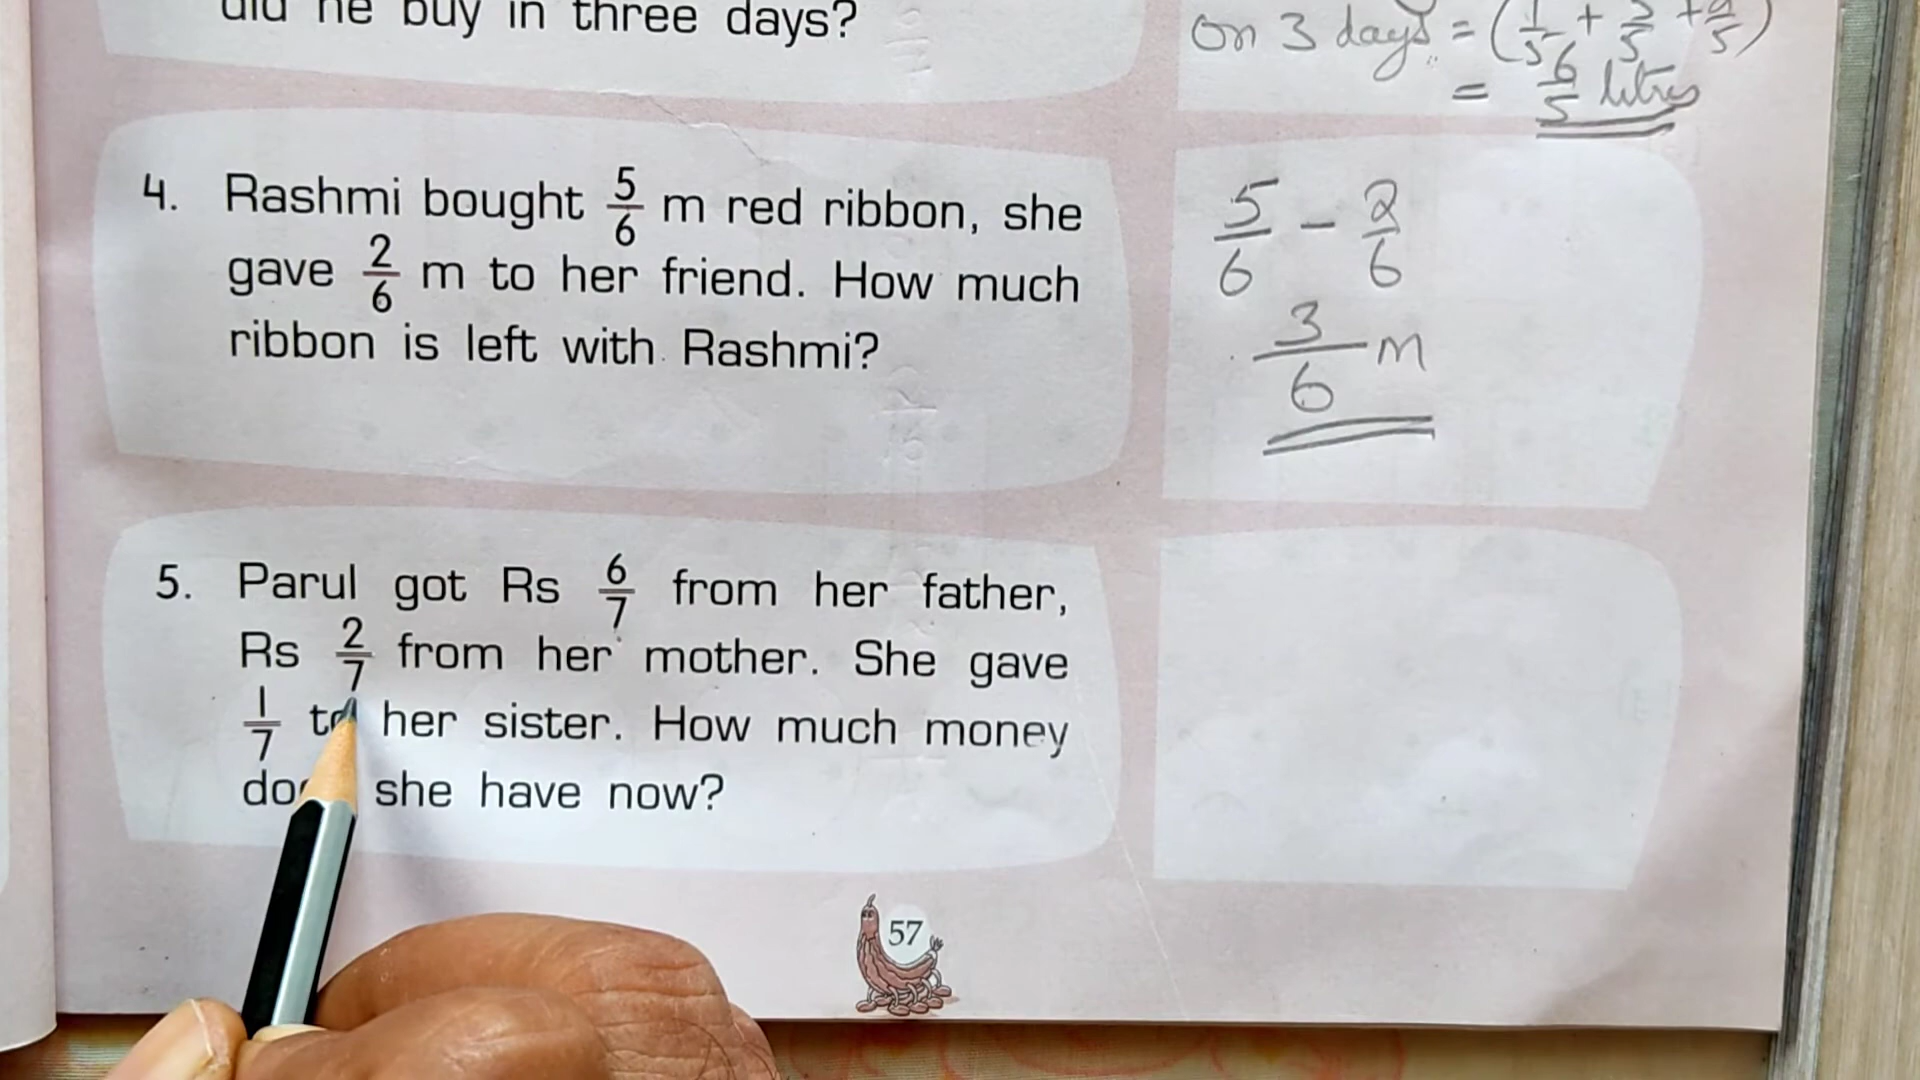 did he buy in three days?
on 3 days = (1/5 + 3/5 + 2/5)
= 6/5 litres
4. Rashmi bought 5/6 m red ribbon, she
gave 2/6 m to her friend. How much
ribbon is left with Rashmi?
5/6 - 2/6
3/6 m
5. Parul got Rs 6/7 from her father,
Rs 2/7 from her mother. She gave
1/7 to her sister. How much money
do she have now?
57